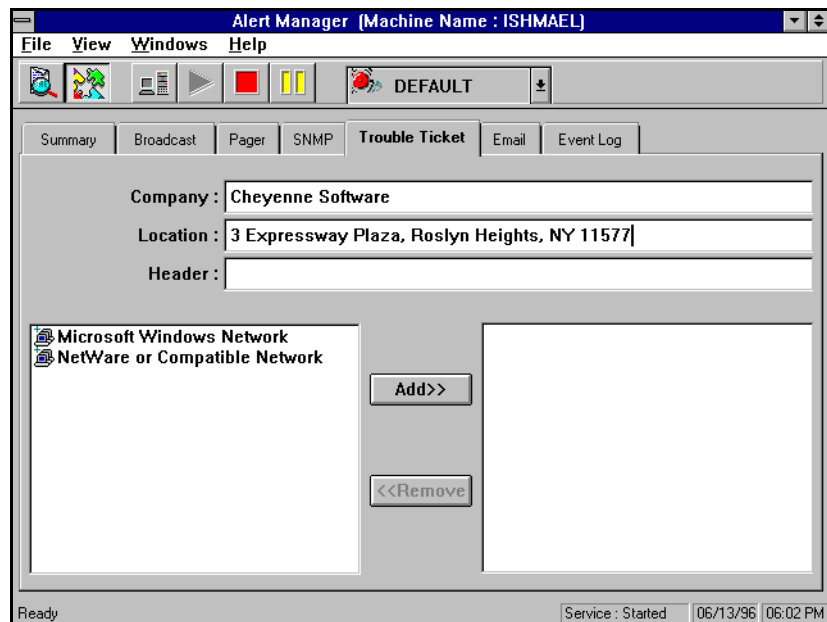 Alert Manager (Machine Name : ISHMAEL)
File View Windows Help
DEFAULT
Summary Broadcast Pager SNMP Trouble Ticket Email Event Log
Company : Cheyenne Software
Location : 3 Expressway Plaza, Roslyn Heights, NY 11577
Header :
Microsoft Windows Network
NetWare or Compatible Network
Add>>
<<Remove
Ready Service : Started 06/13/96 06:02 PM